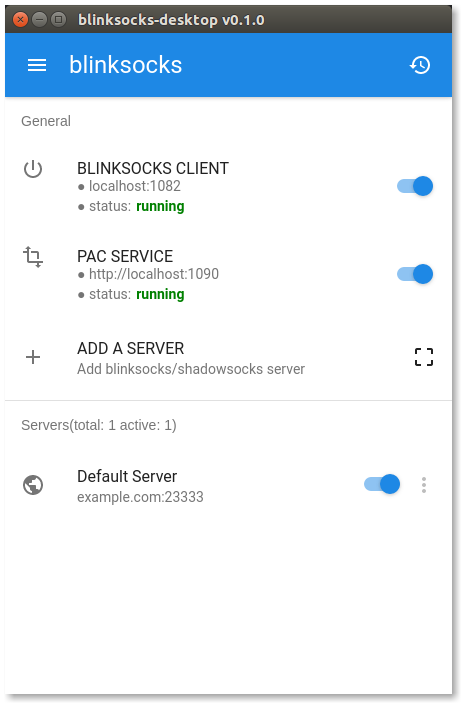 blinksocks-desktop v0.1.0
blinksocks
General
BLINKSOCKS CLIENT
● localhost:1082
● status: running
PAC SERVICE
● http://localhost:1090
● status: running
ADD A SERVER
Add blinksocks/shadowsocks server
Servers(total: 1 active: 1)
Default Server
example.com:23333